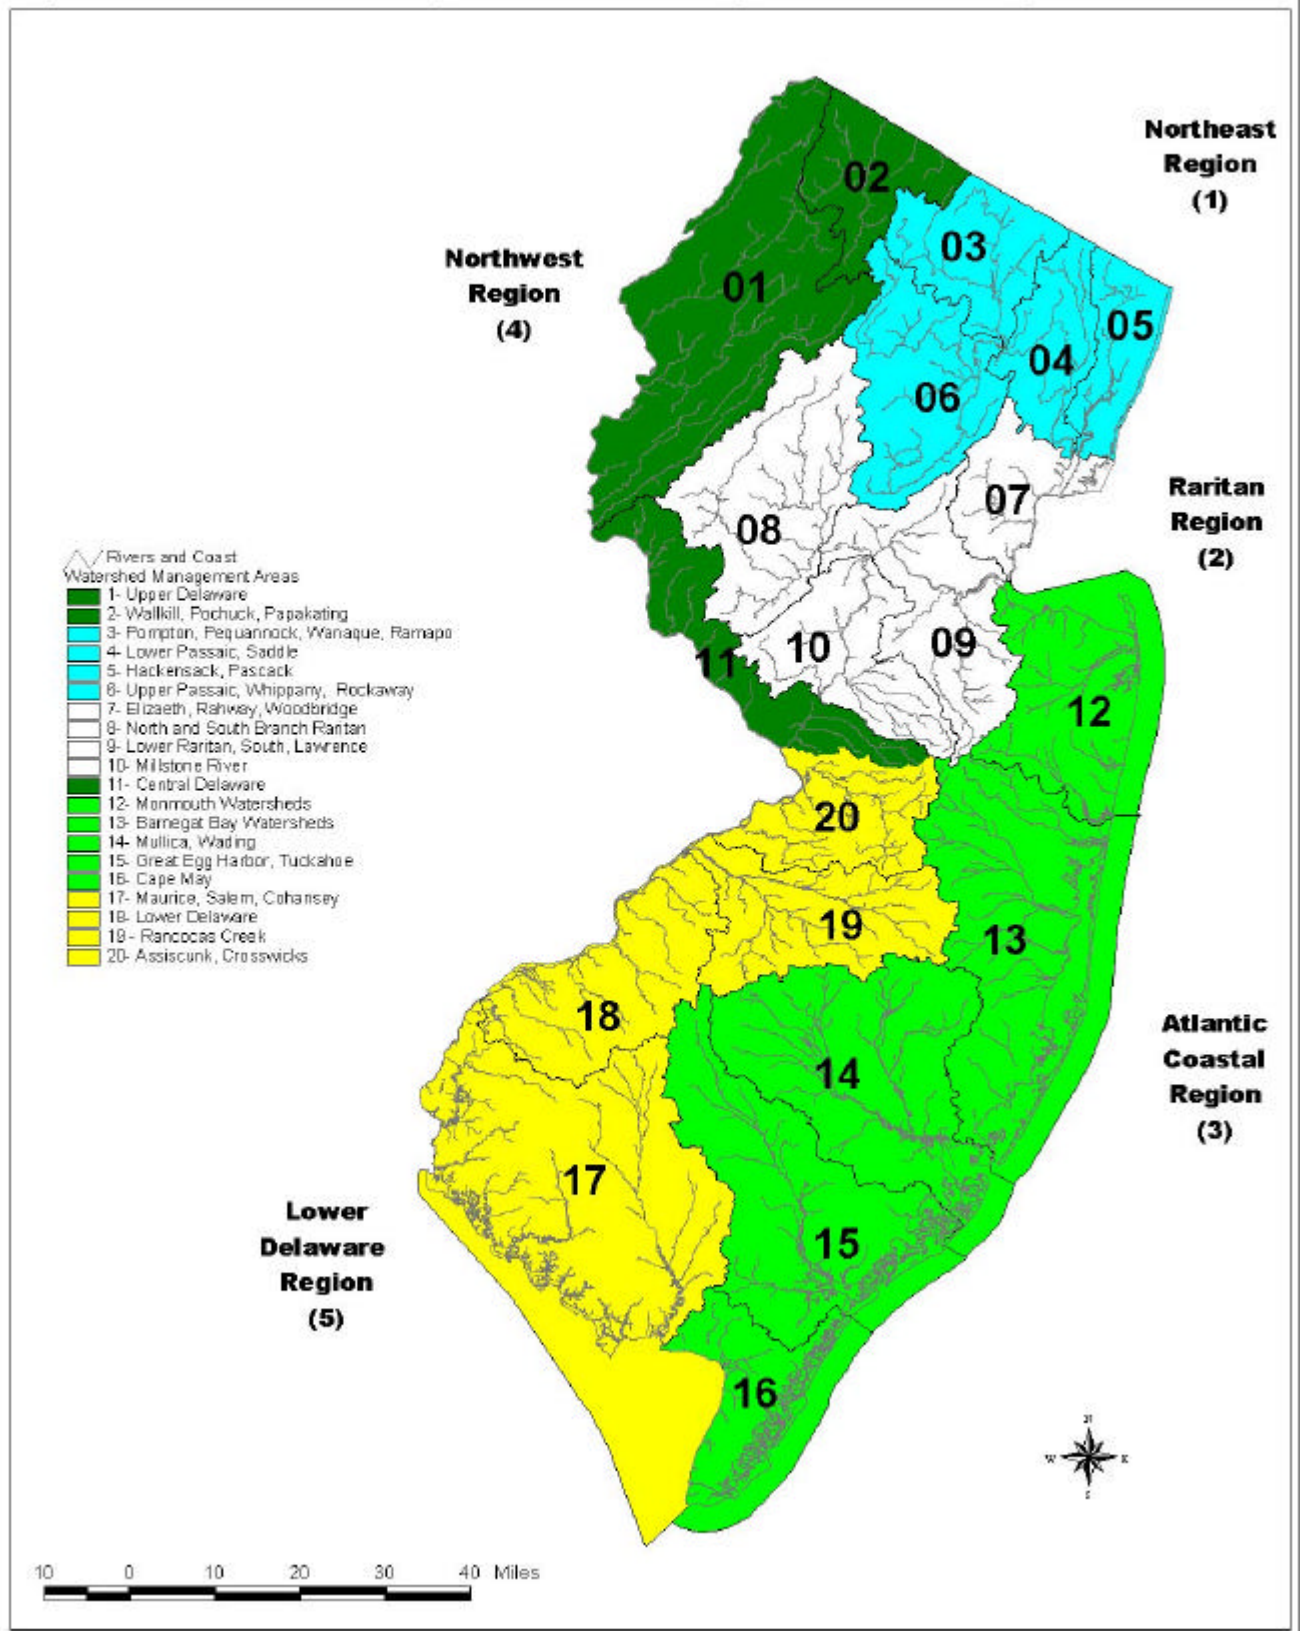 Northeast
Region
(1)
Northwest
Region
(4)
Raritan
Region
(2)
Atlantic
Coastal
Region
(3)
Lower
Delaware
Region
(5)
02
03
01
05
04
06
07
08
10
09
11
12
20
19
13
18
14
17
15
16
Rivers and Coast
Watershed Management Areas
1- Upper Delaware
2- Wallkill, Pochuck, Papakating
3- Pompton, Pequannock, Wanaque, Ramapo
4- Lower Passaic, Saddle
5- Hackensack, Pascack
6- Upper Passaic, Whippany, Rockaway
7- Elizaeth, Rahway, Woodbridge
8- North and South Branch Raritan
9- Lower Raritan, South, Lawrence
10- Millstone River
11- Central Delaware
12- Monmouth Watersheds
13- Barnegat Bay Watersheds
14- Mullica, Wading
15- Great Egg Harbor, Tuckahoe
16- Cape May
17- Maurice, Salem, Cohansey
18- Lower Delaware
19- Rancocas Creek
20- Assiscunk, Crosswicks
N
W E
S
10 0 10 20 30 40 Miles